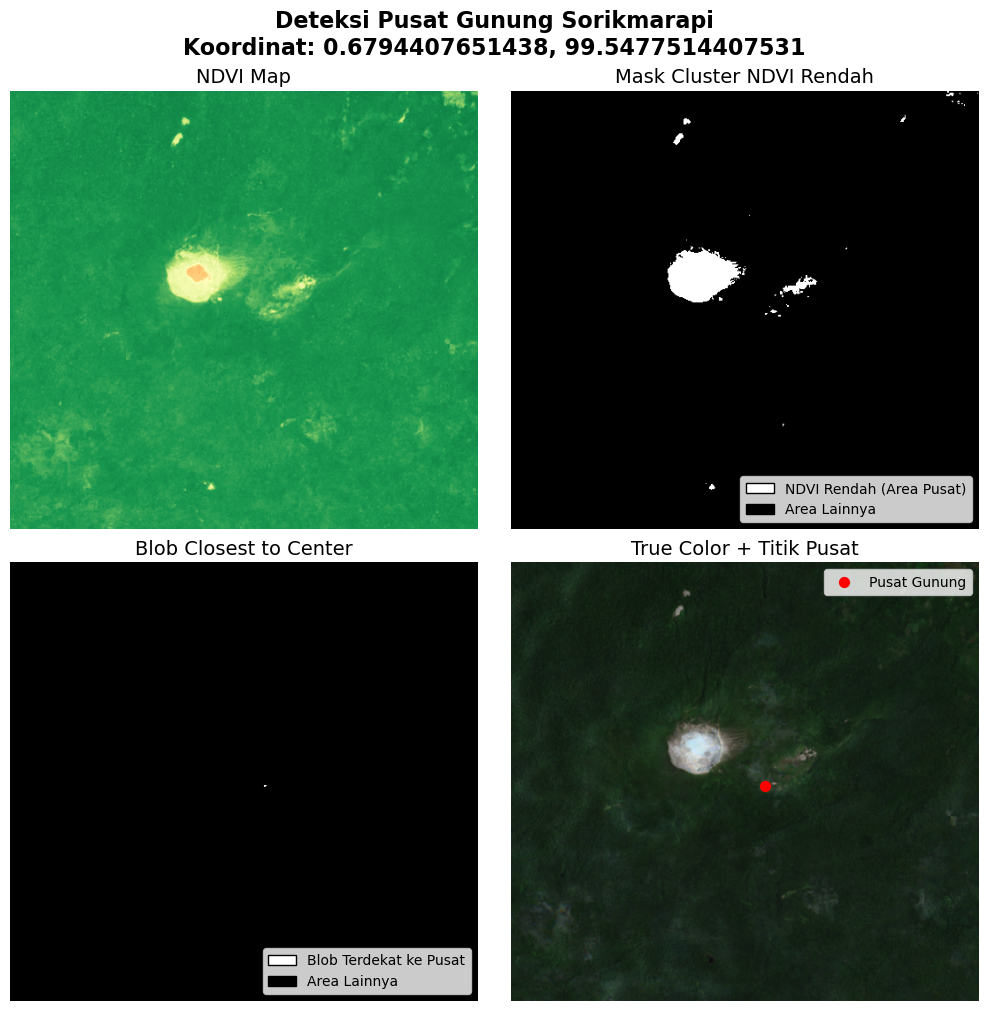 Deteksi Pusat Gunung Sorikmarapi
Koordinat: 0.6794407651438, 99.5477514407531
NDVI Map
Mask Cluster NDVI Rendah
NDVI Rendah (Area Pusat)
Area Lainnya
Blob Closest to Center
True Color + Titik Pusat
Pusat Gunung
Blob Terdekat ke Pusat
Area Lainnya